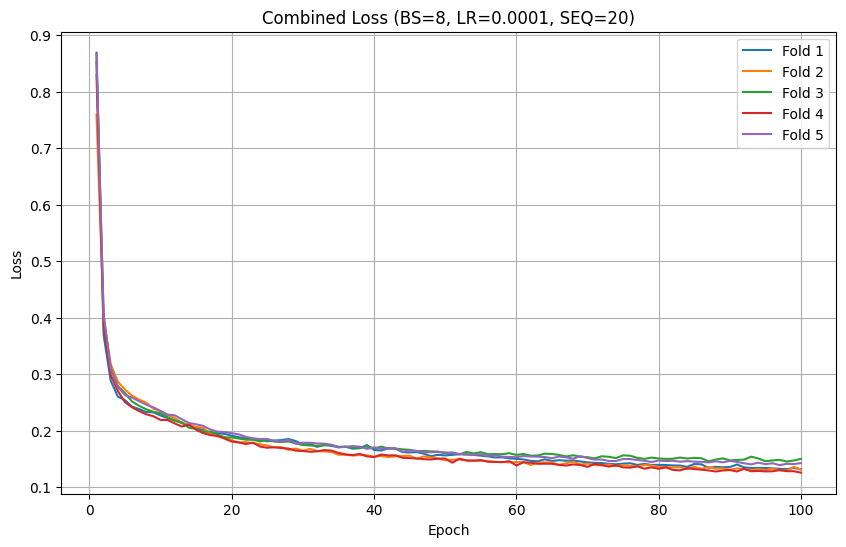 Combined Loss (BS=8, LR=0.0001, SEQ=20)
Loss
0.9
0.8
0.7
0.6
0.5
0.4
0.3
0.2
0.1
Fold 1
Fold 2
Fold 3
Fold 4
Fold 5
0 20 40 60 80 100
Epoch